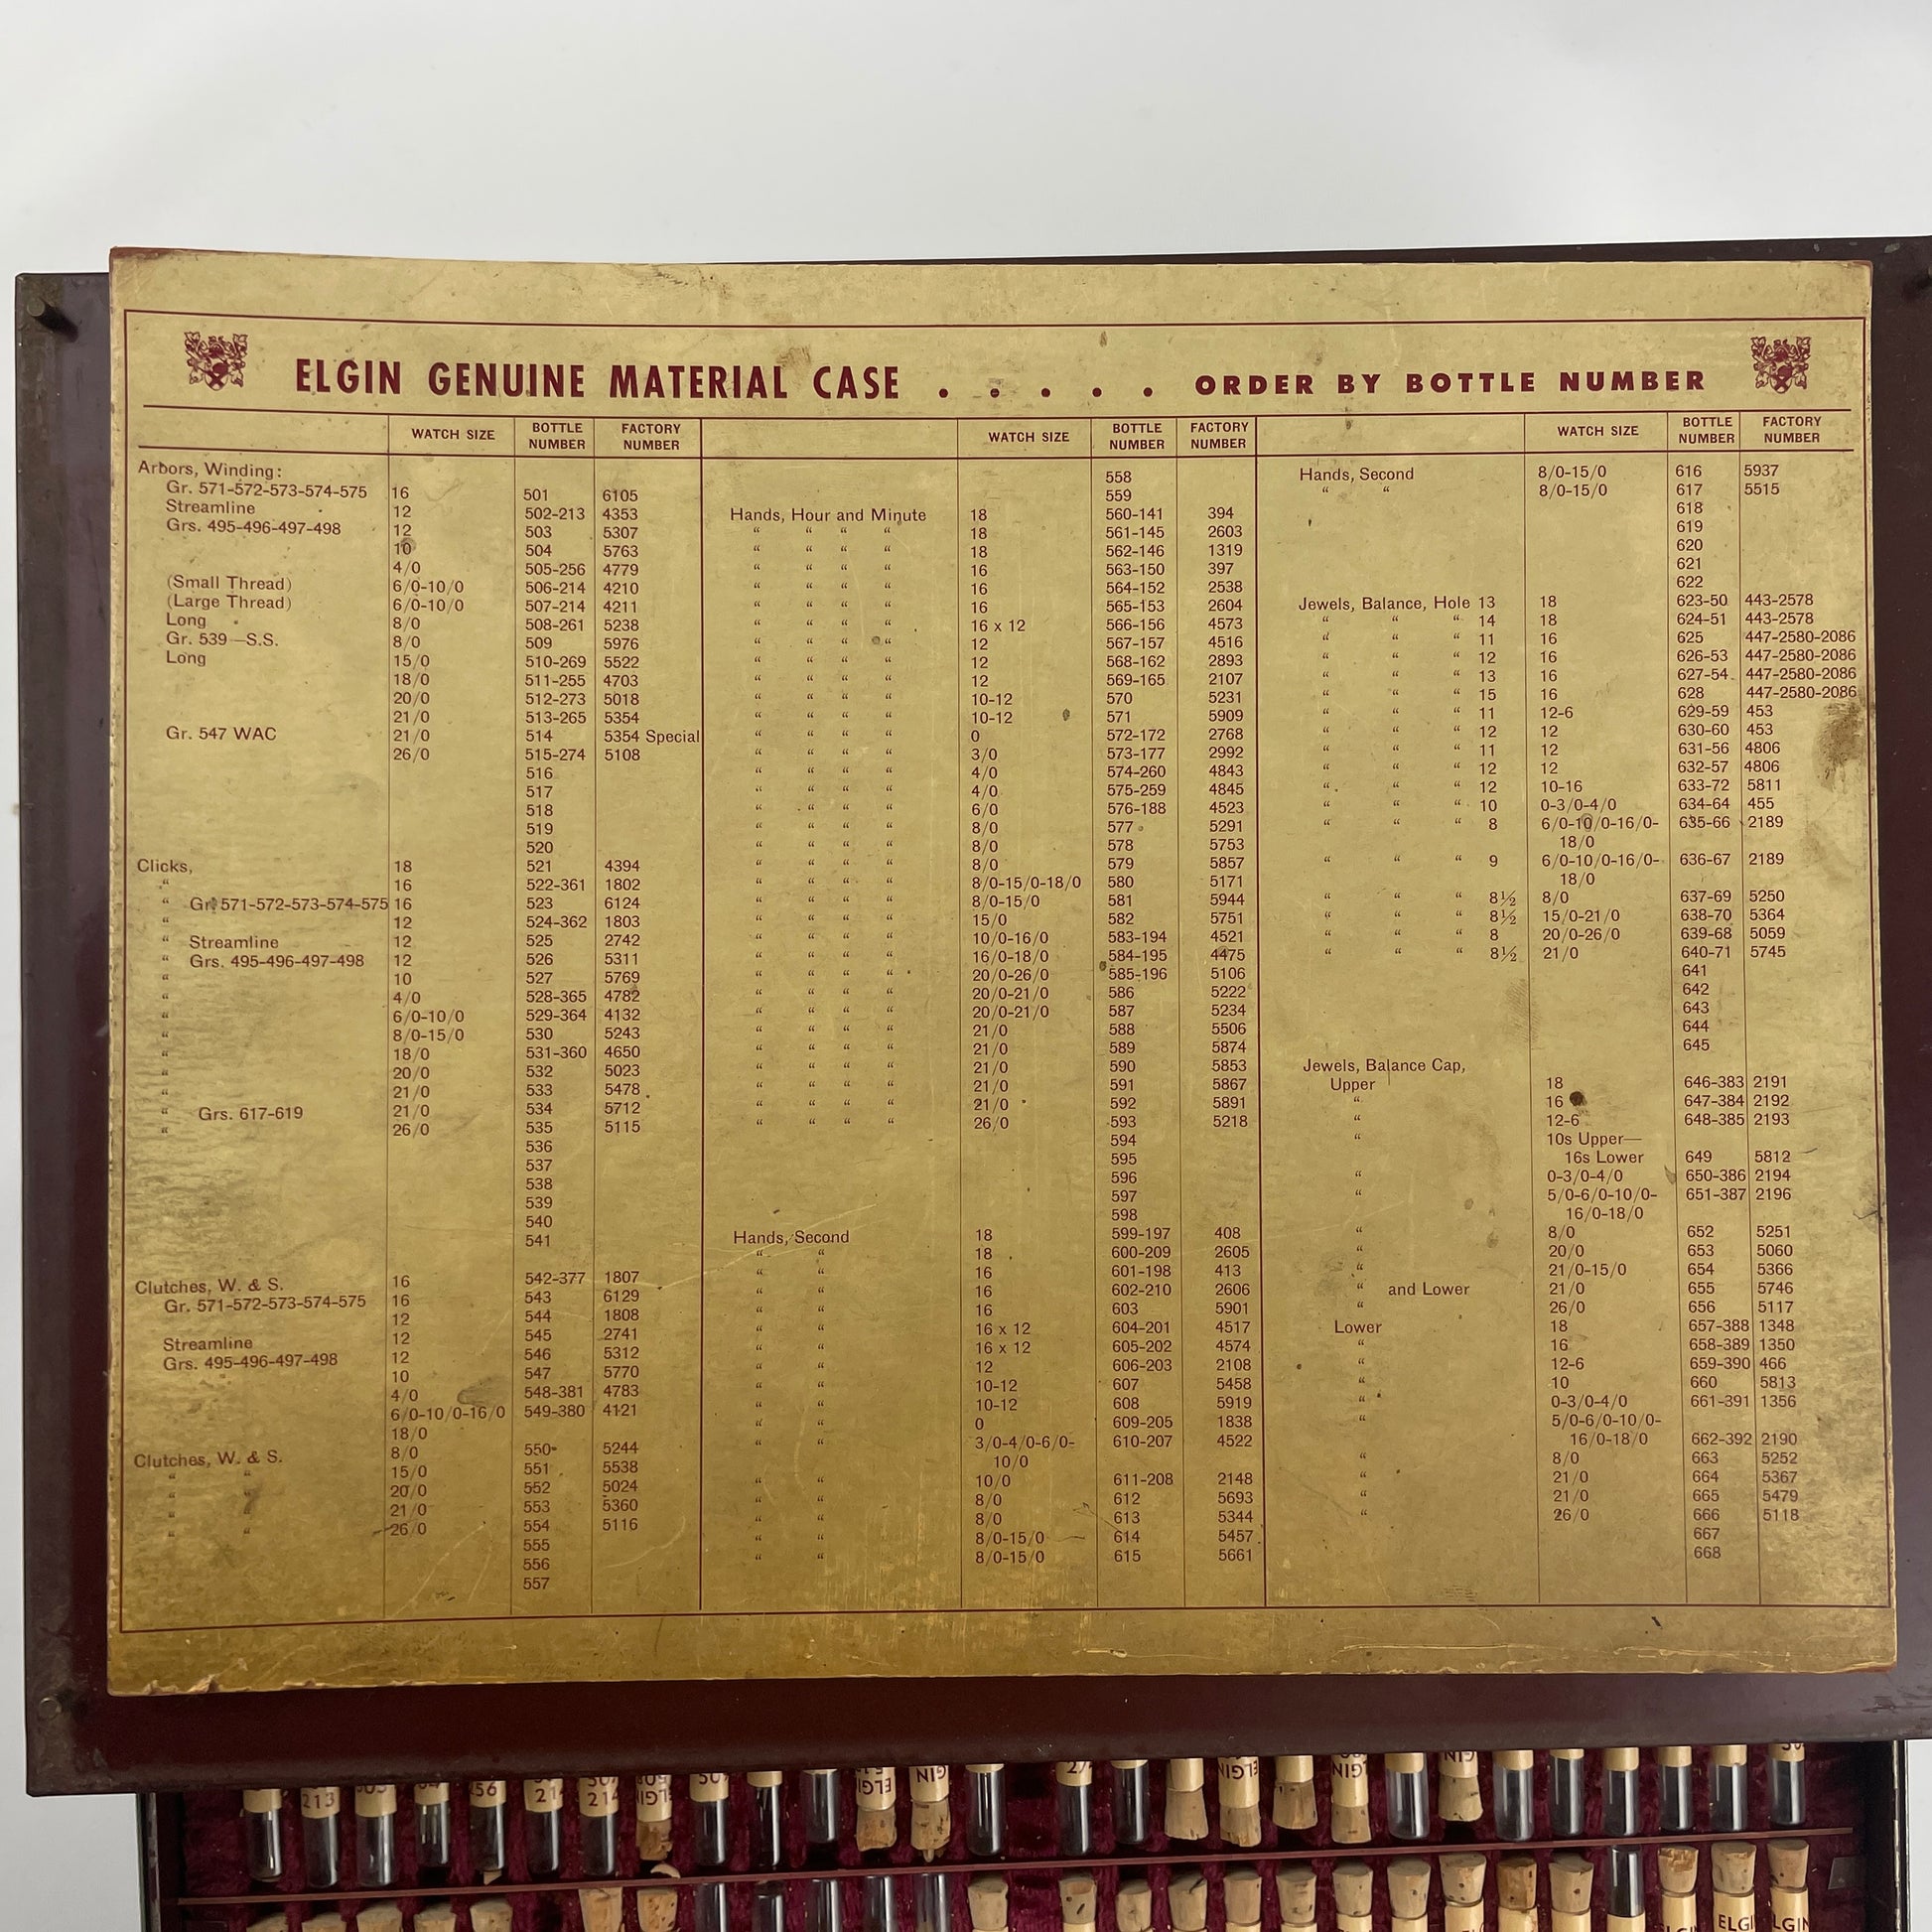 ELGIN GENUINE MATERIAL CASE . . . . . ORDER BY BOTTLE NUMBER
WATCH SIZE BOTTLE NUMBER FACTORY NUMBER
Arbors, Winding:
Gr. 571-572-573-574-575 16 501 6105
Streamline 12 502-213 4353
Grs. 495-496-497-498 12 503 5307
10 504 5763
4/0 505-256 4779
(Small Thread) 6/0-10/0 506-214 4210
(Large Thread) 6/0-10/0 507-214 4211
Long 8/0 508-261 5238
Gr. 539—S.S. 8/0 509 5976
Long 15/0 510-269 5522
18/0 511-255 4703
20/0 512-273 5018
21/0 513-265 5354
Gr. 547 WAC 21/0 514 5354 Special
26/0 515-274 5108
516
517
518
519
520
Clicks, 18 521 4394
“ 16 522-361 1802
“ Gr. 571-572-573-574-575 16 523 6124
“ 12 524-362 1803
“ Streamline 12 525 2742
“ Grs. 495-496-497-498 12 526 5311
“ 10 527 5769
“ 4/0 528-365 4782
“ 6/0-10/0 529-364 4132
“ 8/0-15/0 530 5243
“ 18/0 531-360 4650
“ 20/0 532 5023
“ 21/0 533 5478
“ Grs. 617-619 21/0 534 5712
“ 26/0 535 5115
536
537
538
539
540
541
Clutches, W. & S. 16 542-377 1807
Gr. 571-572-573-574-575 16 543 6129
12 544 1808
Streamline 12 545 2741
Grs. 495-496-497-498 12 546 5312
10 547 5770
4/0 548-381 4783
6/0-10/0-16/0 549-380 4121
18/0
Clutches, W. & S. 8/0 550 5244
“ “ 15/0 551 5538
“ “ 20/0 552 5024
“ “ 21/0 553 5360
“ “ 26/0 554 5116
555
556
557
WATCH SIZE BOTTLE NUMBER FACTORY NUMBER
558
559
Hands, Hour and Minute 18 560-141 394
“ “ “ “ 18 561-145 2603
“ “ “ “ 18 562-146 1319
“ “ “ “ 16 563-150 397
“ “ “ “ 16 564-152 2538
“ “ “ “ 16 565-153 2604
“ “ “ “ 16 x 12 566-156 4573
“ “ “ “ 12 567-157 4516
“ “ “ “ 12 568-162 2893
“ “ “ “ 12 569-165 2107
“ “ “ “ 10-12 570 5231
“ “ “ “ 10-12 571 5909
“ “ “ “ 0 572-172 2768
“ “ “ “ 3/0 573-177 2992
“ “ “ “ 4/0 574-260 4843
“ “ “ “ 4/0 575-259 4845
“ “ “ “ 6/0 576-188 4523
“ “ “ “ 8/0 577 5291
“ “ “ “ 8/0 578 5753
“ “ “ “ 8/0 579 5857
“ “ “ “ 8/0-15/0-18/0 580 5171
“ “ “ “ 8/0-15/0 581 5944
“ “ “ “ 15/0 582 5751
“ “ “ “ 10/0-16/0 583-194 4521
“ “ “ “ 16/0-18/0 584-195 4475
“ “ “ “ 20/0-26/0 585-196 5106
“ “ “ “ 20/0-21/0 586 5222
“ “ “ “ 20/0-21/0 587 5234
“ “ “ “ 21/0 588 5506
“ “ “ “ 21/0 589 5874
“ “ “ “ 21/0 590 5853
“ “ “ “ 21/0 591 5867
“ “ “ “ 21/0 592 5891
“ “ “ “ 26/0 593 5218
594
595
596
597
598
Hands, Second 18 599-197 408
“ “ 18 600-209 2605
“ “ 16 601-198 413
“ “ 16 602-210 2606
“ “ 16 603 5901
“ “ 16 x 12 604-201 4517
“ “ 16 x 12 605-202 4574
“ “ 12 606-203 2108
“ “ 10-12 607 5458
“ “ 10-12 608 5919
“ “ 0 609-205 1838
“ “ 3/0-4/0-6/0- 610-207 4522
10/0
“ “ 10/0 611-208 2148
“ “ 8/0 612 5693
“ “ 8/0 613 5344
“ “ 8/0-15/0 614 5457
“ “ 8/0-15/0 615 5661
WATCH SIZE BOTTLE NUMBER FACTORY NUMBER
Hands, Second 8/0-15/0 616 5937
“ “ 8/0-15/0 617 5515
618
619
620
621
622
Jewels, Balance, Hole 13 18 623-50 443-2578
“ “ “ 14 18 624-51 443-2578
“ “ “ 11 16 625 447-2580-2086
“ “ “ 12 16 626-53 447-2580-2086
“ “ “ 13 16 627-54 447-2580-2086
“ “ “ 15 16 628 447-2580-2086
“ “ “ 11 12-6 629-59 453
“ “ “ 12 12 630-60 453
“ “ “ 11 12 631-56 4806
“ “ “ 12 12 632-57 4806
“ “ “ 12 10-16 633-72 5811
“ “ “ 10 0-3/0-4/0 634-64 455
“ “ “ 8 6/0-10/0-16/0- 635-66 2189
18/0
“ “ “ 9 6/0-10/0-16/0- 636-67 2189
18/0
“ “ “ 8½ 8/0 637-69 5250
“ “ “ 8½ 15/0-21/0 638-70 5364
“ “ “ 8 20/0-26/0 639-68 5059
“ “ “ 8½ 21/0 640-71 5745
641
642
643
644
645
Jewels, Balance Cap,
Upper 18 646-383 2191
“ 16 647-384 2192
“ 12-6 648-385 2193
“ 10s Upper—
16s Lower 649 5812
“ 0-3/0-4/0 650-386 2194
“ 5/0-6/0-10/0- 651-387 2196
16/0-18/0
“ 8/0 652 5251
“ 20/0 653 5060
“ 21/0-15/0 654 5366
“ and Lower 21/0 655 5746
“ 26/0 656 5117
Lower 18 657-388 1348
“ 16 658-389 1350
“ 12-6 659-390 466
“ 10 660 5813
“ 0-3/0-4/0 661-391 1356
“ 5/0-6/0-10/0-
16/0-18/0 662-392 2190
“ 8/0 663 5252
“ 21/0 664 5367
“ 21/0 665 5479
“ 26/0 666 5118
667
668
213 214 214 ELGIN ELGIN ELGIN